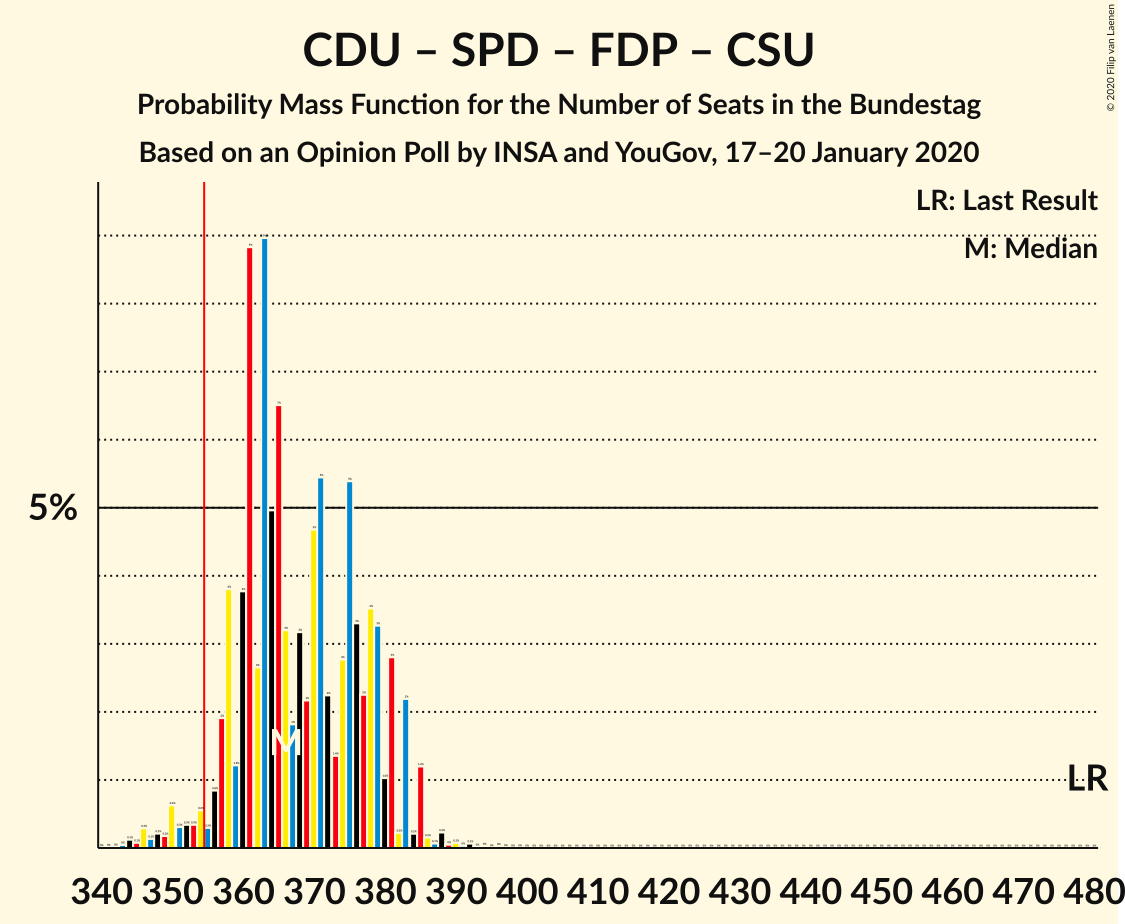 CDU – SPD – FDP – CSU
Probability Mass Function for the Number of Seats in the Bundestag
Based on an Opinion Poll by INSA and YouGov, 17–20 January 2020
© 2020 Filip van Laenen
LR: Last Result
M: Median
5%
M
LR
340 350 360 370 380 390 400 410 420 430 440 450 460 470 480